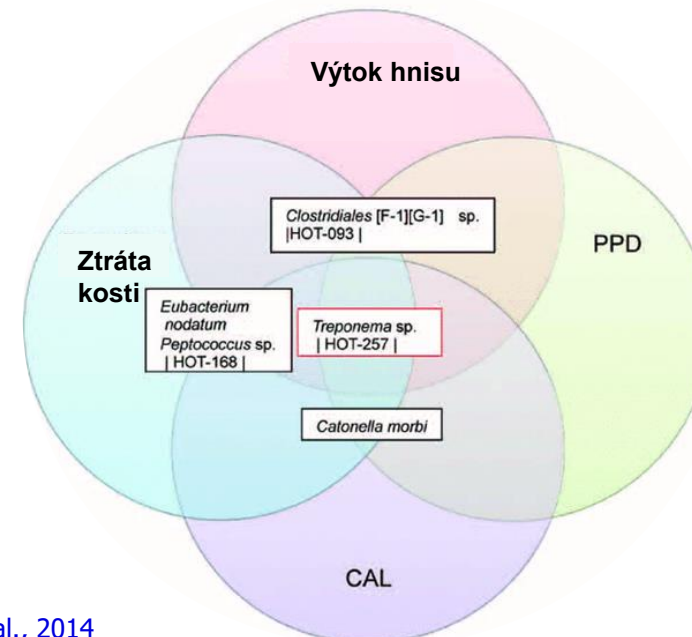 Výtok hnisu
Clostridiales [F-1][G-1] sp.
|HOT-093 |
PPD
Ztráta
kosti
Eubacterium
nodatum
Peptococcus sp.
| HOT-168 |
Treponema sp.
| HOT-257 |
Catonella morbi
CAL
al., 2014